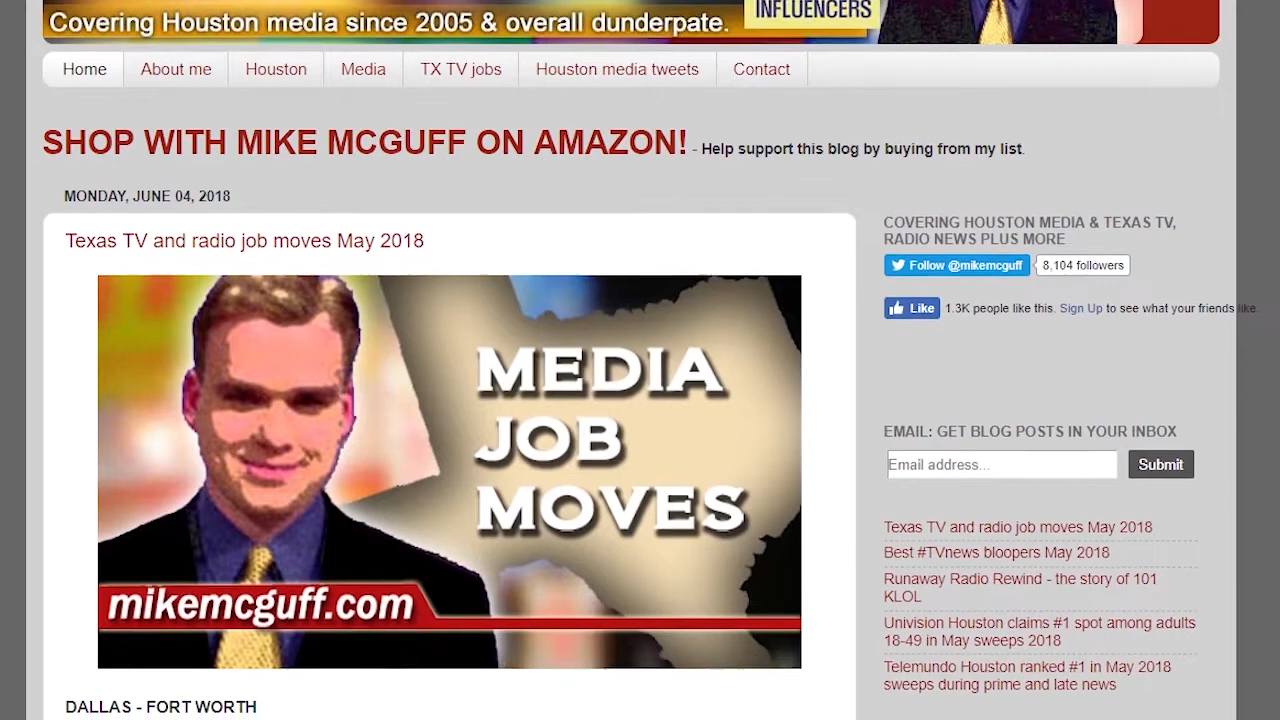 Covering Houston media since 2005 & overall dunderpate.
INFLUENCERS
Home
About me
Houston
Media
TX TV jobs
Houston media tweets
Contact
SHOP WITH MIKE MCGUFF ON AMAZON! - Help support this blog by buying from my list.
MONDAY, JUNE 04, 2018
Texas TV and radio job moves May 2018
MEDIA
JOB
MOVES
mikemcguff.com
DALLAS - FORT WORTH
COVERING HOUSTON MEDIA & TEXAS TV,
RADIO NEWS PLUS MORE
Follow @mikemcguff
8,104 followers
Like
1.3K people like this. Sign Up to see what your friends like.
EMAIL: GET BLOG POSTS IN YOUR INBOX
Email address...
Submit
Texas TV and radio job moves May 2018
Best #TVnews bloopers May 2018
Runaway Radio Rewind - the story of 101
KLOL
Univision Houston claims #1 spot among adults
18-49 in May sweeps 2018
Telemundo Houston ranked #1 in May 2018
sweeps during prime and late news